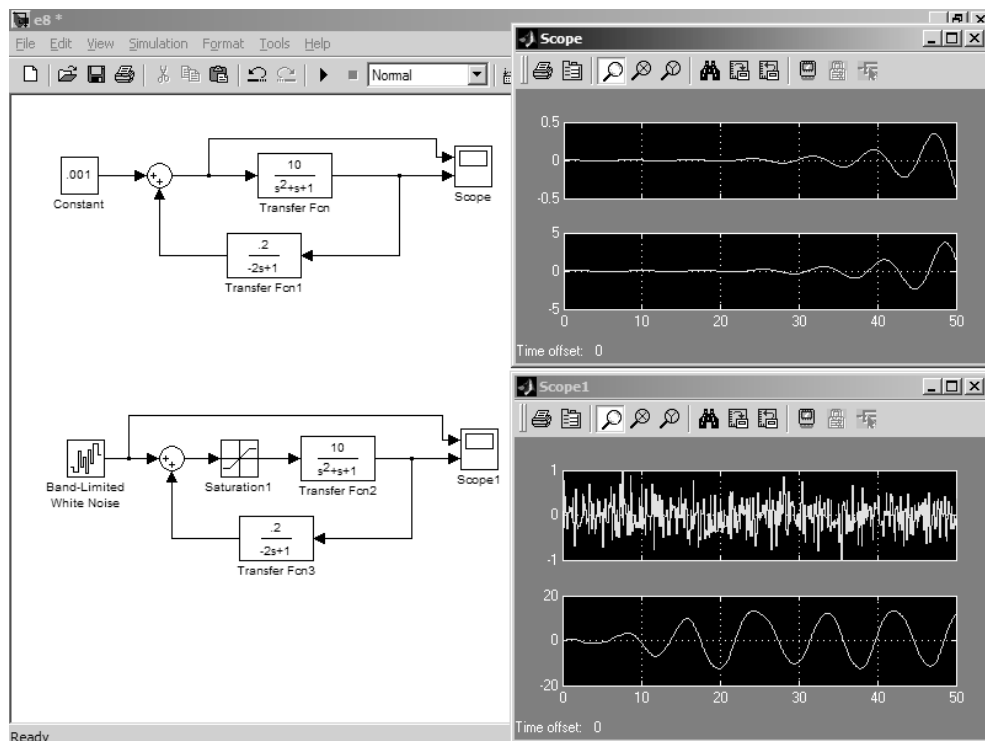 e8 *
File Edit View Simulation Format Tools Help
Normal
.001
Constant
10
s2+s+1
Transfer Fcn
Scope
.2
-2s+1
Transfer Fcn1
Band-Limited
White Noise
Saturation1
10
s2+s+1
Transfer Fcn2
Scope1
.2
-2s+1
Transfer Fcn3
Ready
Scope
0.5
0
-0.5
5
0
-5
0 10 20 30 40 50
Time offset: 0
Scope1
1
0
-1
20
0
-20
0 10 20 30 40 50
Time offset: 0